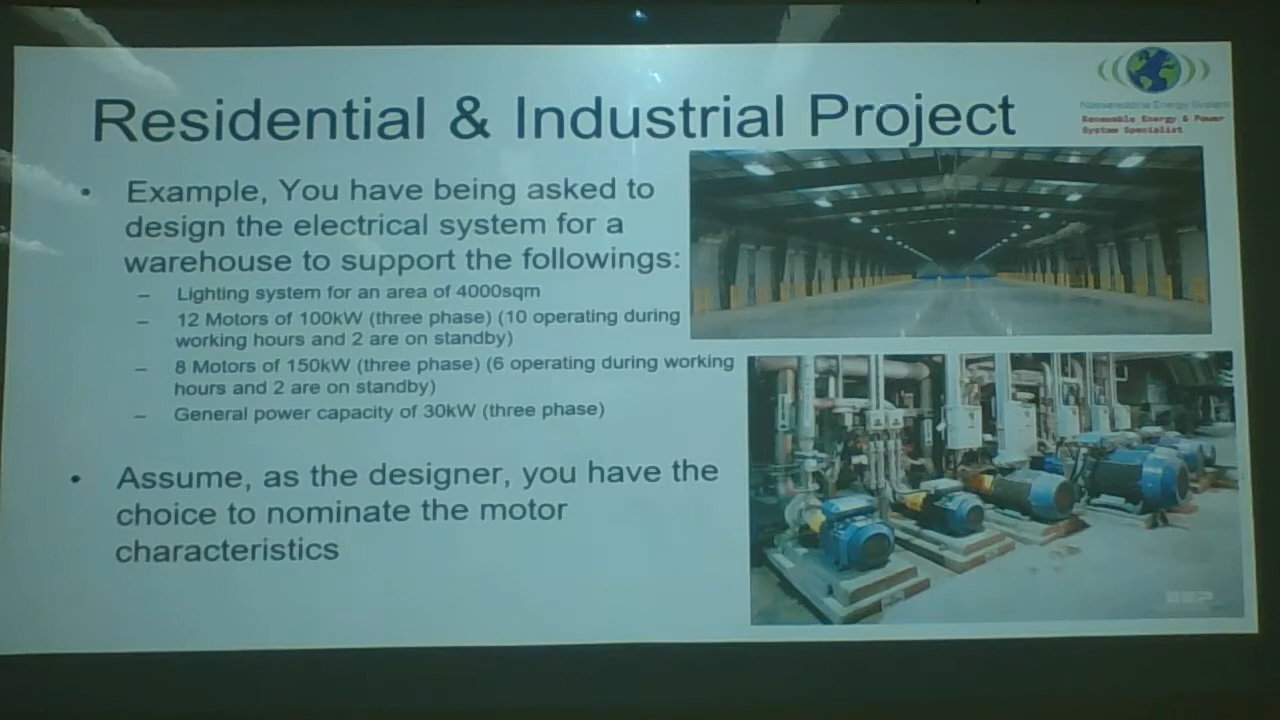 Residential & Industrial Project
Nassereddine Energy System
Renewable Energy & Power
System Specialist
• Example, You have being asked to
design the electrical system for a
warehouse to support the followings:
– Lighting system for an area of 4000sqm
– 12 Motors of 100kW (three phase) (10 operating during
working hours and 2 are on standby)
– 8 Motors of 150kW (three phase) (6 operating during working
hours and 2 are on standby)
– General power capacity of 30kW (three phase)
• Assume, as the designer, you have the
choice to nominate the motor
characteristics